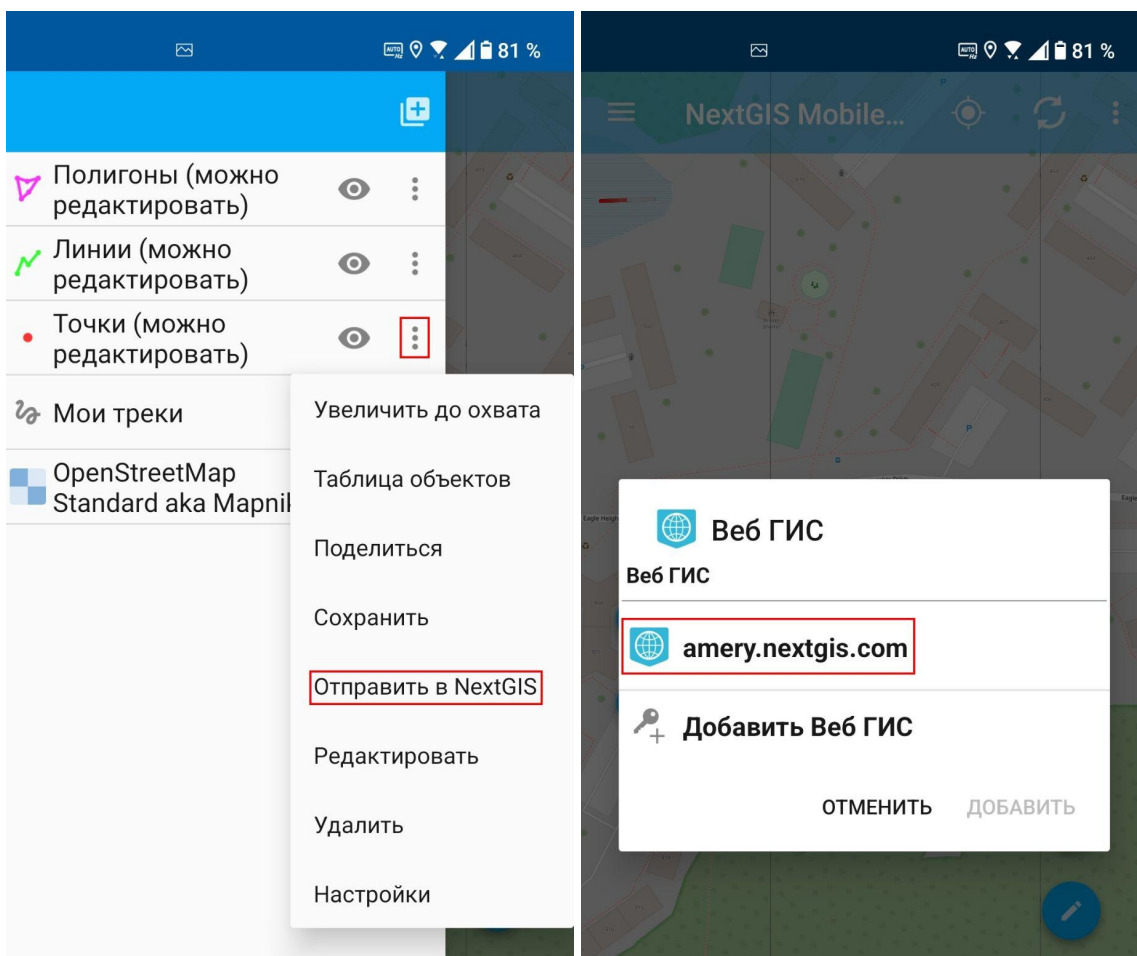 81 %
Полигоны (можно
редактировать)
Линии (можно
редактировать)
Точки (можно
редактировать)
Мои треки
OpenStreetMap
Standard aka Mapnik
Увеличить до охвата
Таблица объектов
Поделиться
Сохранить
Отправить в NextGIS
Редактировать
Удалить
Настройки
81 %
NextGIS Mobile...
Веб ГИС
Веб ГИС
amery.nextgis.com
Добавить Веб ГИС
ОТМЕНИТЬ ДОБАВИТЬ